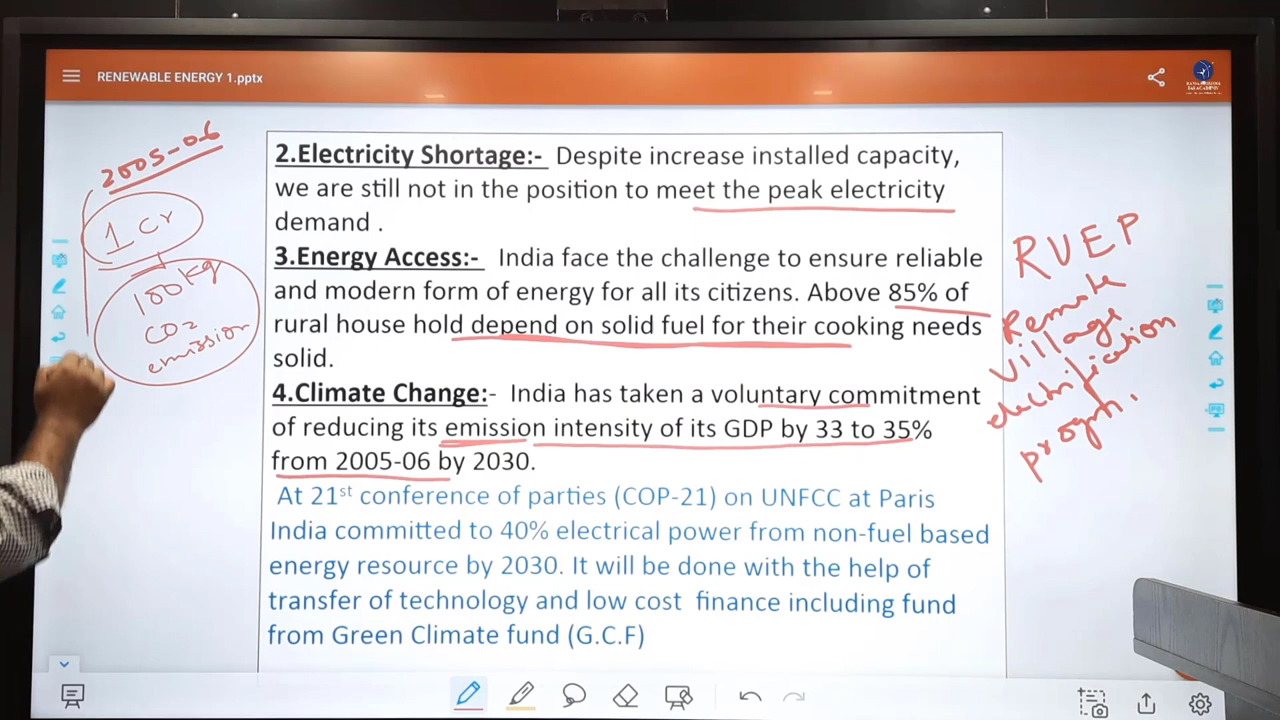 RENEWABLE ENERGY 1.pptx
2005-06
1 Cr
100kg
CO2
emission
2.Electricity Shortage:- Despite increase installed capacity,
we are still not in the position to meet the peak electricity
demand .
3.Energy Access:- India face the challenge to ensure reliable
and modern form of energy for all its citizens. Above 85% of
rural house hold depend on solid fuel for their cooking needs
solid.
4.Climate Change:- India has taken a voluntary commitment
of reducing its emission intensity of its GDP by 33 to 35%
from 2005-06 by 2030.
At 21st conference of parties (COP-21) on UNFCC at Paris
India committed to 40% electrical power from non-fuel based
energy resource by 2030. It will be done with the help of
transfer of technology and low cost finance including fund
from Green Climate fund (G.C.F)
RVEP
Remote
village
electrification